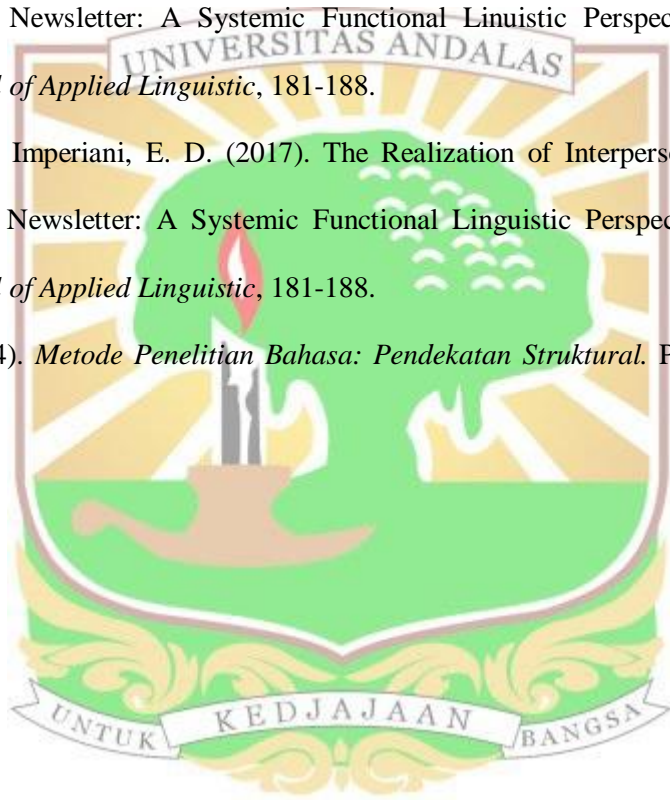 Newsletter: A Systemic Functional Linuistic Perspec
UNIVERSITAS ANDALAS
l of Applied Linguistic, 181-188.
Imperiani, E. D. (2017). The Realization of Interperso
Newsletter: A Systemic Functional Linguistic Perspec
l of Applied Linguistic, 181-188.
4). Metode Penelitian Bahasa: Pendekatan Struktural. P
UNTUK KEDJAJAAN BANGSA